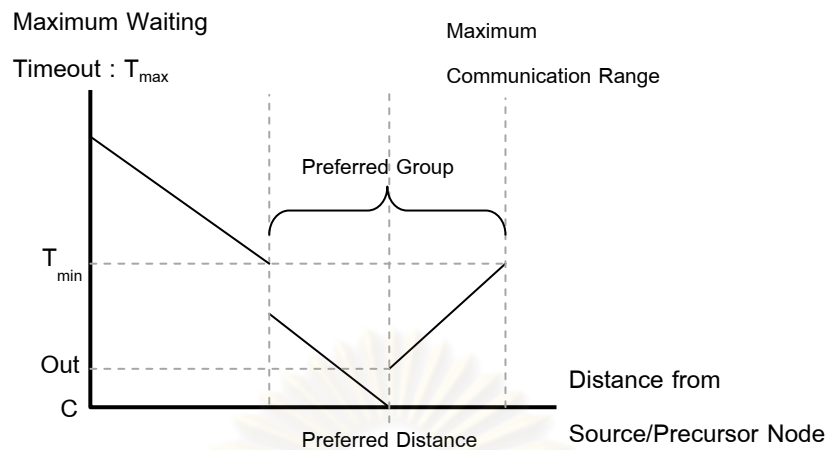 Maximum Waiting
Timeout : Tmax
Maximum
Communication Range
Preferred Group
Tmin
Out
C
Distance from
Source/Precursor Node
Preferred Distance